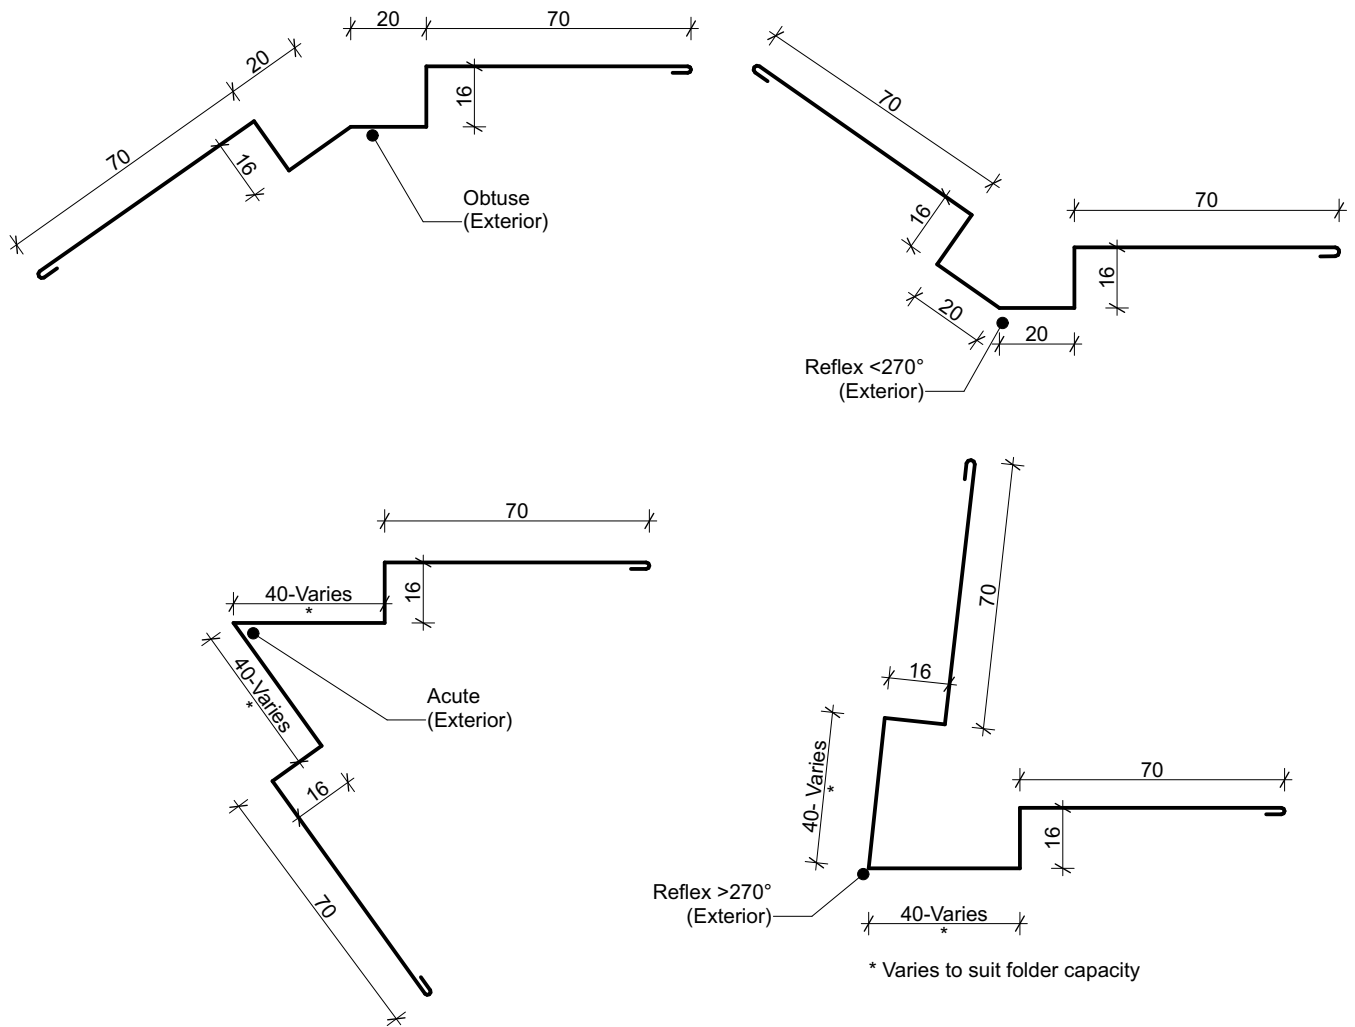 20
70
20
70
16
16
Obtuse
(Exterior)
70
70
16
16
20
20
Reflex <270°
(Exterior)
70
40-Varies
*
16
40-Varies
*
Acute
(Exterior)
16
70
70
16
40- Varies
*
70
16
Reflex >270°
(Exterior)
40-Varies
*
* Varies to suit folder capacity